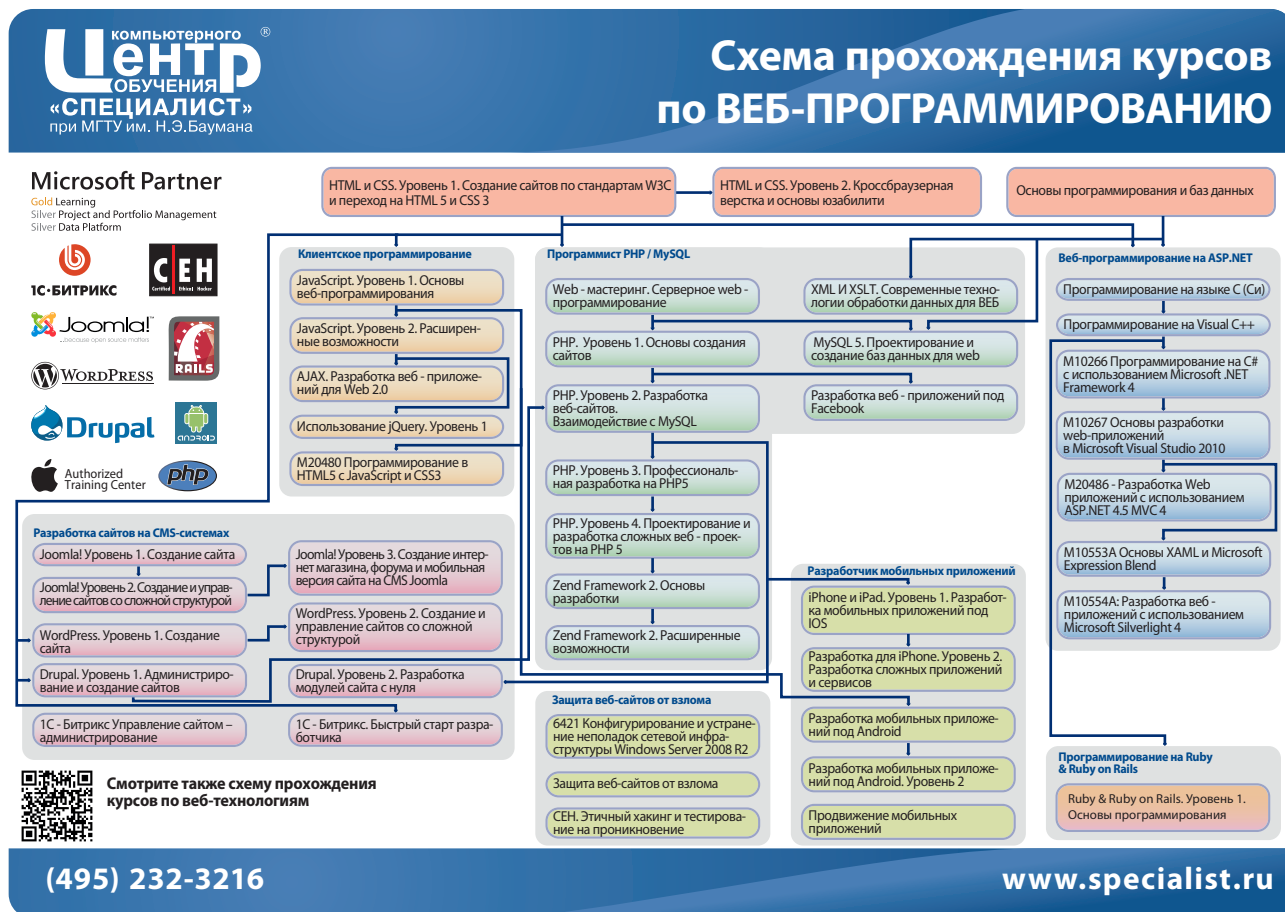 компьютерного
Центр ®
ОБУЧЕНИЯ
«СПЕЦИАЛИСТ»
при МГТУ им. Н.Э.Баумана
Схема прохождения курсов
по ВЕБ-ПРОГРАММИРОВАНИЮ
Microsoft Partner
Gold Learning
Silver Project and Portfolio Management
Silver Data Platform
1С·БИТРИКС
C|EH
Certified Ethical Hacker
Joomla!™
...because open source matters
RAILS
WORDPRESS
Drupal
ANDROID
Authorized
Training Center
php
HTML и CSS. Уровень 1. Создание сайтов по стандартам W3C
и переход на HTML 5 и CSS 3
HTML и CSS. Уровень 2. Кроссбраузерная
верстка и основы юзабилити
Основы программирования и баз данных
Клиентское программирование
JavaScript. Уровень 1. Основы
веб-программирования
JavaScript. Уровень 2. Расширен-
ные возможности
AJAX. Разработка веб - приложе-
ний для Web 2.0
Использование jQuery. Уровень 1
M20480 Программирование в
HTML5 с JavaScript и CSS3
Программист PHP / MySQL
Web - мастеринг. Серверное web -
программирование
PHP. Уровень 1. Основы создания
сайтов
PHP. Уровень 2. Разработка
веб-сайтов.
Взаимодействие с MySQL
PHP. Уровень 3. Профессиональ-
ная разработка на PHP5
PHP. Уровень 4. Проектирование и
разработка сложных веб - проек-
тов на PHP 5
Zend Framework 2. Основы
разработки
Zend Framework 2. Расширенные
возможности
XML И XSLT. Современные техно-
логии обработки данных для ВЕБ
MySQL 5. Проектирование и
создание баз данных для web
Разработка веб - приложений под
Facebook
Веб-программирование на ASP.NET
Программирование на языке C (Си)
Программирование на Visual C++
M10266 Программирование на C#
с использованием Microsoft .NET
Framework 4
M10267 Основы разработки
web-приложений
в Microsoft Visual Studio 2010
M20486 - Разработка Web
приложений с использованием
ASP.NET 4.5 MVC 4
M10553A Основы XAML и Microsoft
Expression Blend
M10554A: Разработка веб -
приложений с использованием
Microsoft Silverlight 4
Разработка сайтов на CMS-системах
Joomla! Уровень 1. Создание сайта
Joomla! Уровень 2. Создание и управ-
ление сайтов со сложной структурой
WordPress. Уровень 1. Создание
сайта
Drupal. Уровень 1. Администриро-
вание и создание сайтов
1С - Битрикс Управление сайтом –
администрирование
Joomla! Уровень 3. Создание интер-
нет магазина, форума и мобильная
версия сайта на CMS Joomla
WordPress. Уровень 2. Создание и
управление сайтов со сложной
структурой
Drupal. Уровень 2. Разработка
модулей сайта с нуля
1С - Битрикс. Быстрый старт разра-
ботчика
Защита веб-сайтов от взлома
6421 Конфигурирование и устране-
ние неполадок сетевой инфра-
структуры Windows Server 2008 R2
Защита веб-сайтов от взлома
CEH. Этичный хакинг и тестирова-
ние на проникновение
Разработчик мобильных приложений
iPhone и iPad. Уровень 1. Разработ-
ка мобильных приложений под
IOS
Разработка для iPhone. Уровень 2.
Разработка сложных приложений
и сервисов
Разработка мобильных приложе-
ний под Android
Разработка мобильных приложе-
ний под Android. Уровень 2
Продвижение мобильных
приложений
Программирование на Ruby
& Ruby on Rails
Ruby & Ruby on Rails. Уровень 1.
Основы программирования
Смотрите также схему прохождения
курсов по веб-технологиям
(495) 232-3216
www.specialist.ru